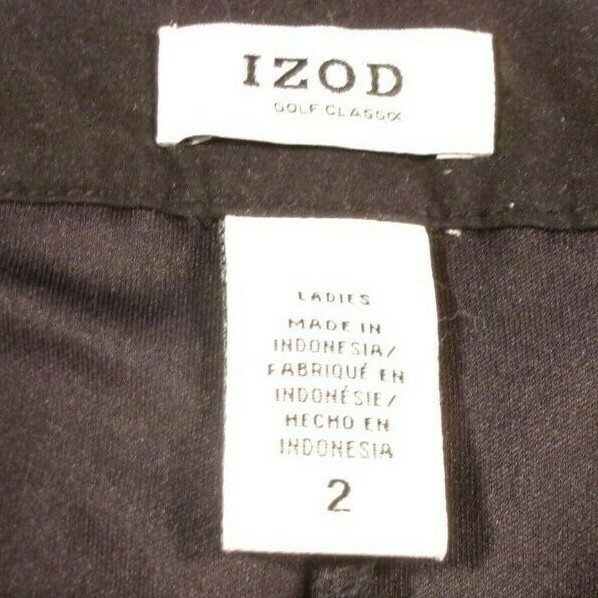 IZOD
GOLF CLASSIX
LADIES
MADE IN
INDONESIA/
FABRIQUÉ EN
INDONÉSIE/
HECHO EN
INDONESIA
2